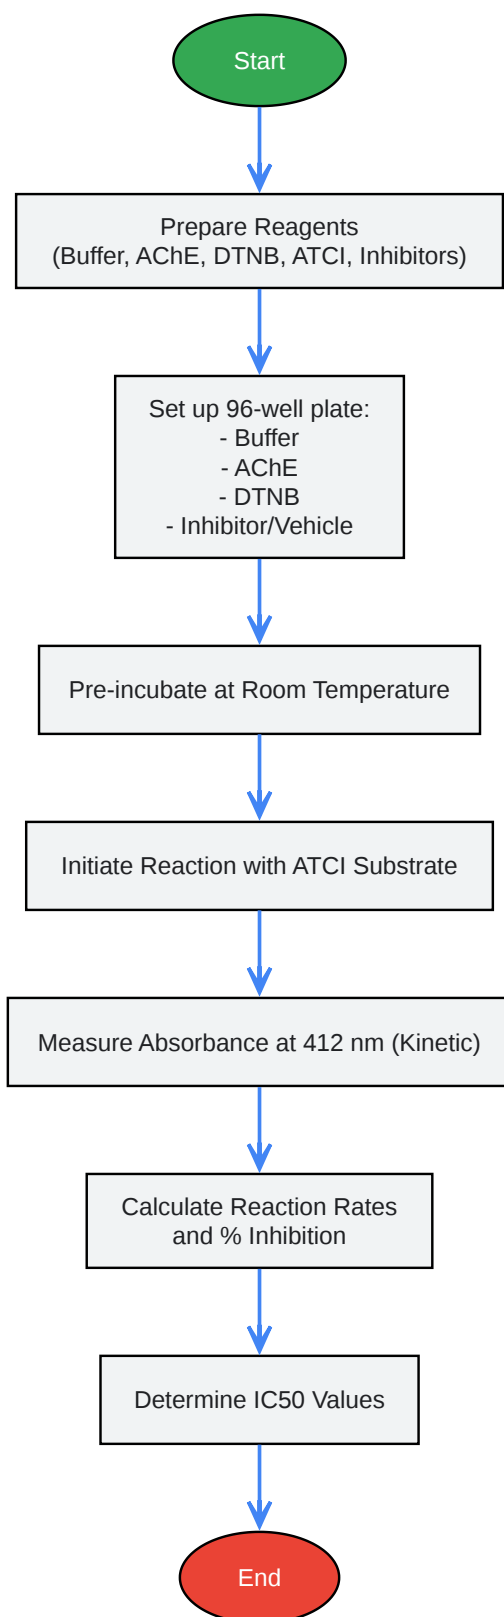 Start
Prepare Reagents
(Buffer, AChE, DTNB, ATCI, Inhibitors)
Set up 96-well plate:
- Buffer
- AChE
- DTNB
- Inhibitor/Vehicle
Pre-incubate at Room Temperature
Initiate Reaction with ATCI Substrate
Measure Absorbance at 412 nm (Kinetic)
Calculate Reaction Rates
and % Inhibition
Determine IC50 Values
End